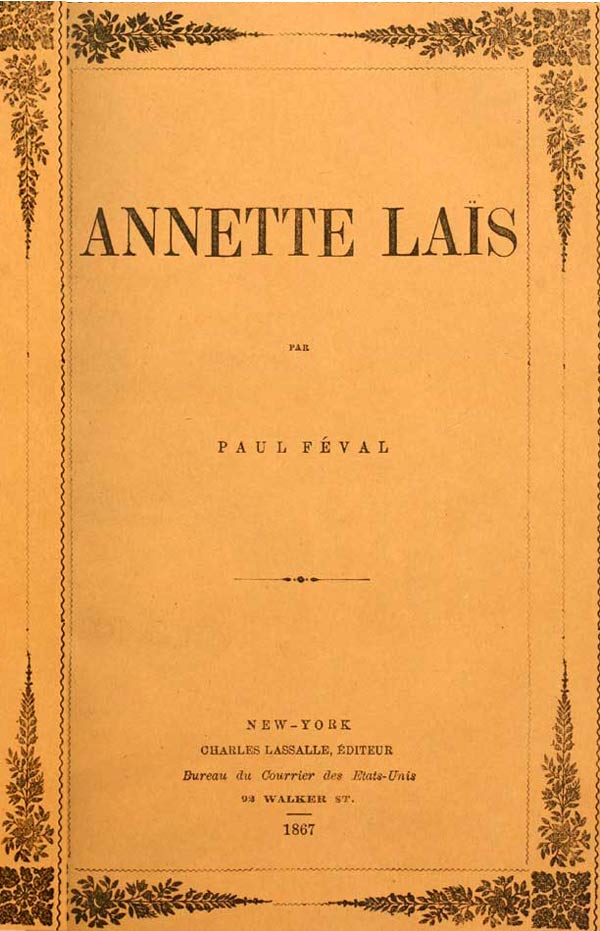 ANNETTE LAÏS
PAR
PAUL FÉVAL
NEW-YORK
CHARLES LASSALLE, ÉDITEUR
Bureau du Courrier des Etats-Unis
92 WALKER ST.
1867